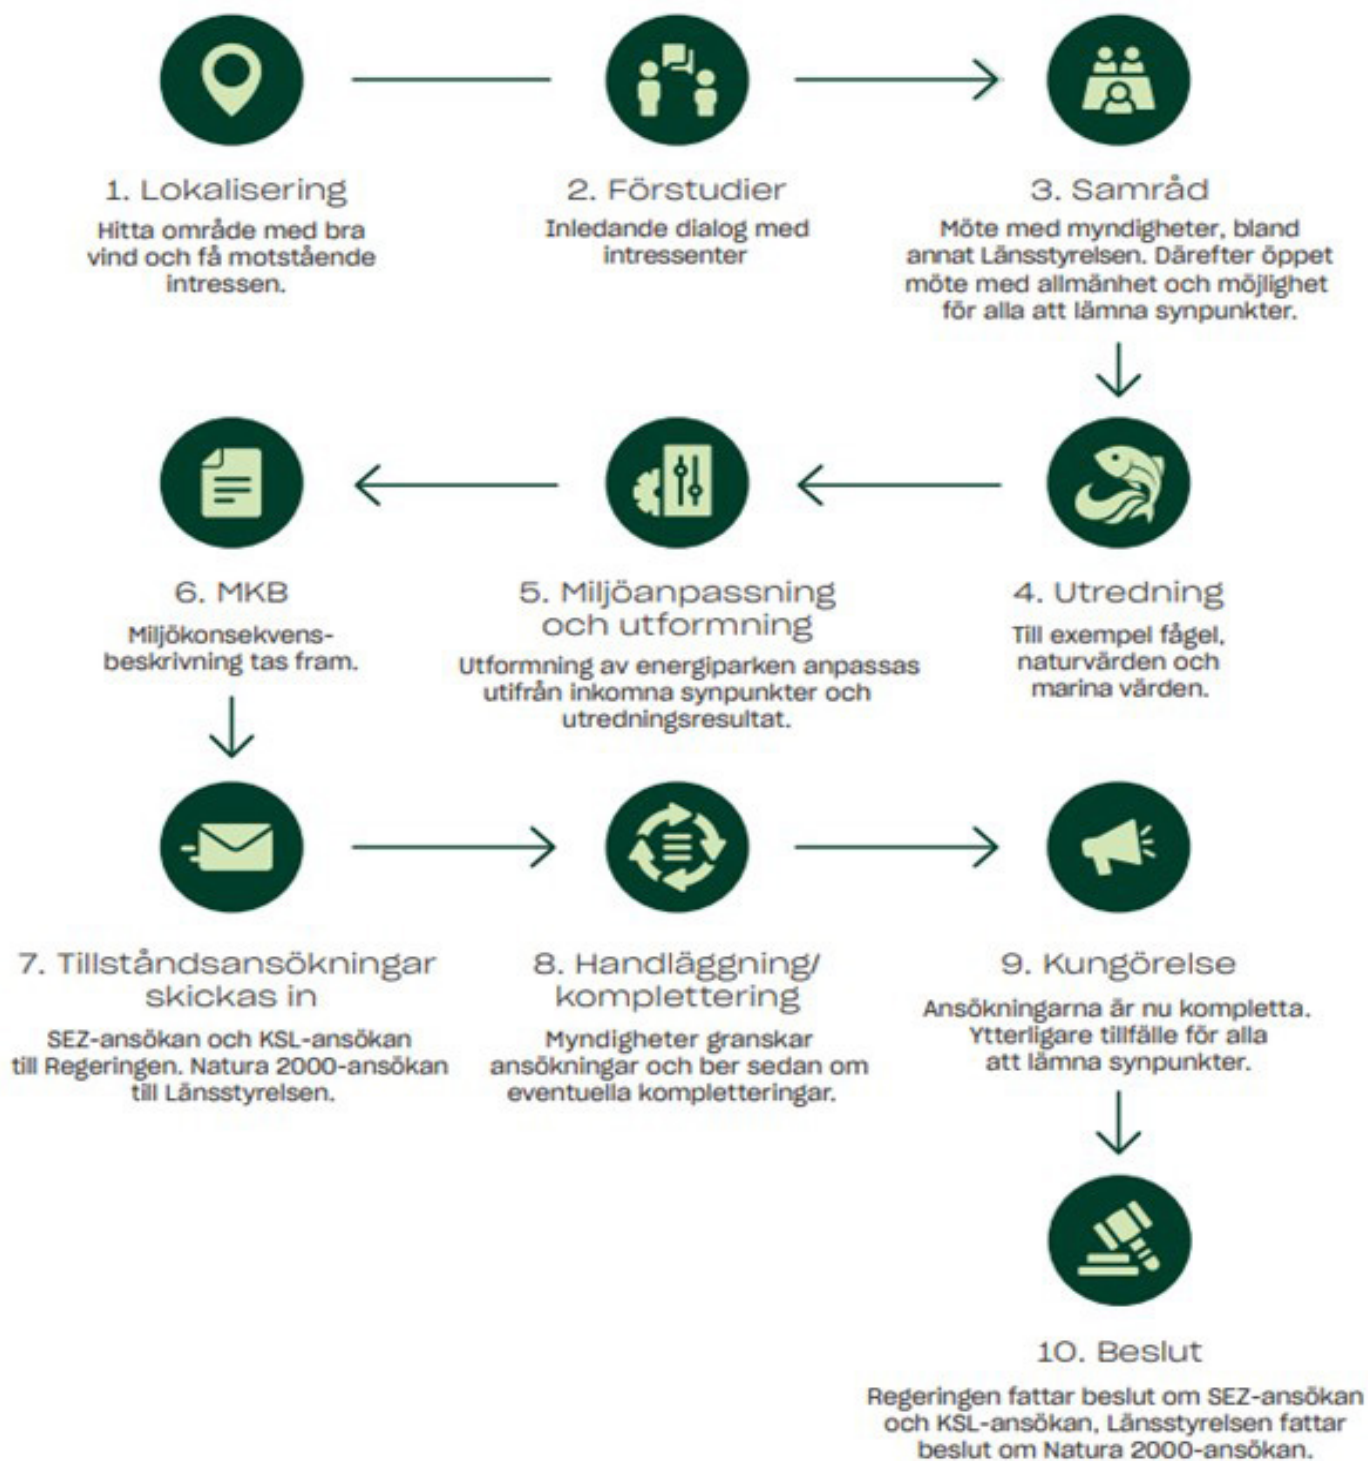 1. Lokalisering
Hitta område med bra
vind och få motstående
intressen.
2. Förstudier
Inledande dialog med
intressenter
3. Samråd
Möte med myndigheter, bland
annat Länsstyrelsen. Därefter öppet
möte med allmänhet och möjlighet
för alla att lämna synpunkter.
4. Utredning
Till exempel fågel,
naturvärden och
marina värden.
5. Miljöanpassning
och utformning
Utformning av energiparken anpassas
utifrån inkomna synpunkter och
utredningsresultat.
6. MKB
Miljökonsekvens-
beskrivning tas fram.
7. Tillståndsansökningar
skickas in
SEZ-ansökan och KSL-ansökan
till Regeringen. Natura 2000-ansökan
till Länsstyrelsen.
8. Handläggning/
komplettering
Myndigheter granskar
ansökningar och ber sedan om
eventuella kompletteringar.
9. Kungörelse
Ansökningarna är nu kompletta.
Ytterligare tillfälle för alla
att lämna synpunkter.
10. Beslut
Regeringen fattar beslut om SEZ-ansökan
och KSL-ansökan, Länsstyrelsen fattar
beslut om Natura 2000-ansökan.